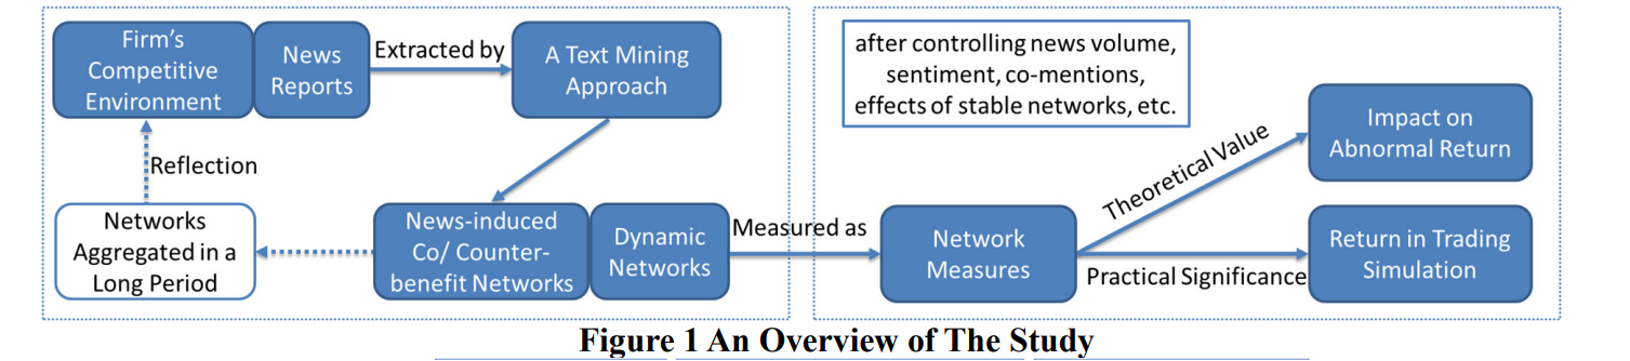 Firm's
Competitive
Environment
News
Reports
Extracted by
A Text Mining
Approach
Reflection
Networks
Aggregated in a
Long Period
News-induced
Co/ Counter-
benefit Networks
Dynamic
Networks
Measured as
after controlling news volume,
sentiment, co-mentions,
effects of stable networks, etc.
Network
Measures
Theoretical Value
Practical Significance
Impact on
Abnormal Return
Return in Trading
Simulation
Figure 1 An Overview of The Study